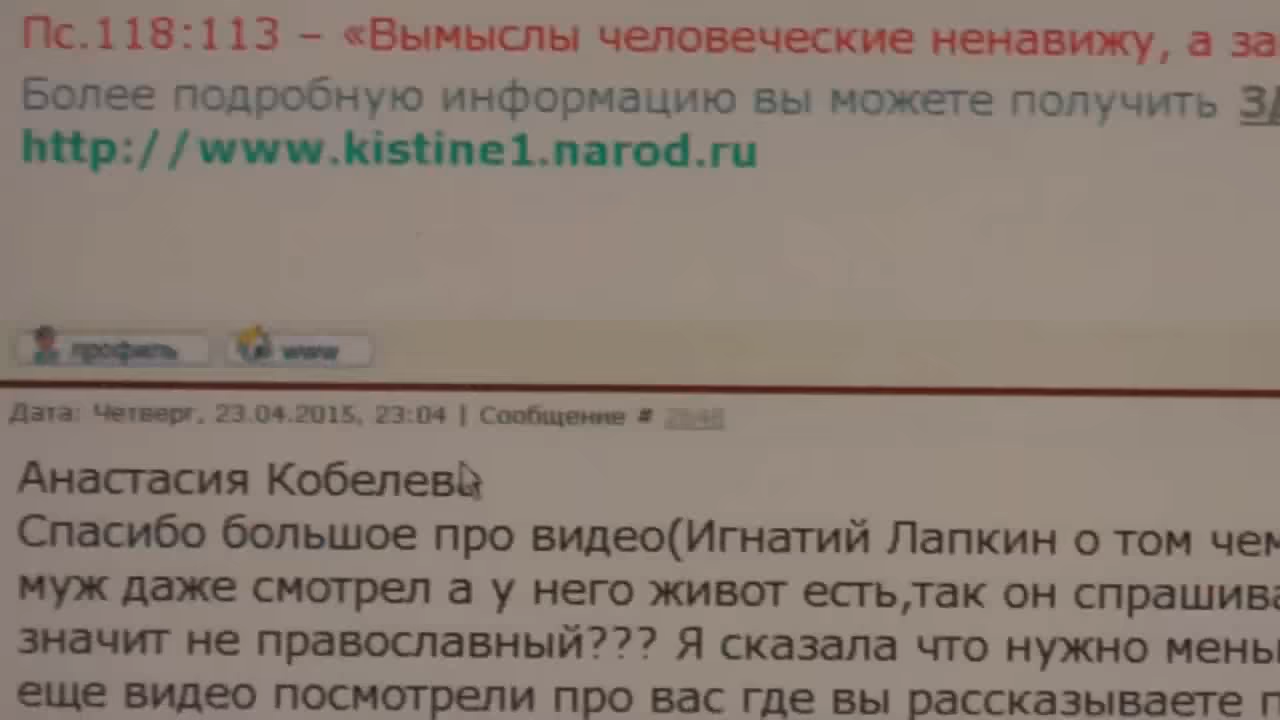 Пс.118:113 – «Вымыслы человеческие ненавижу, а за
Более подробную информацию вы можете получить
http://www.kistine1.narod.ru
профиль www
Дата: Четверг, 23.04.2015, 23:04 | Сообщение #
Анастасия Кобелева
Спасибо большое про видео(Игнатий Лапкин о том чем
муж даже смотрел а у него живот есть,так он спрашива
значит не православный??? Я сказала что нужно мень
еще видео посмотрели про вас где вы рассказываете п